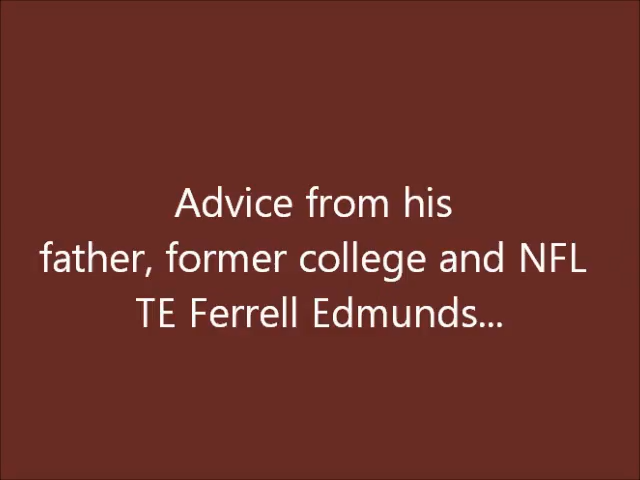 Advice from his
father, former college and NFL
TE Ferrell Edmunds...